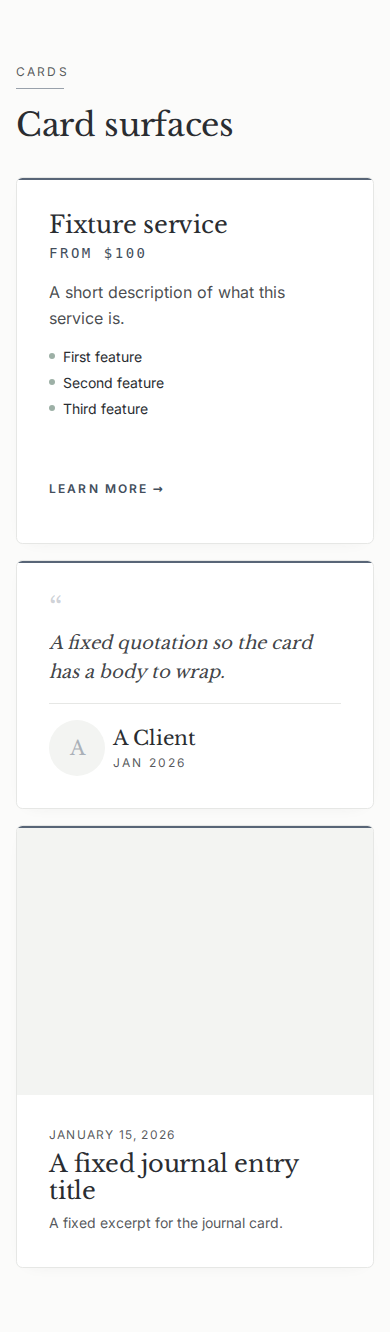 CARDS
Card surfaces
Fixture service
FROM $100
A short description of what this
service is.
First feature
Second feature
Third feature
LEARN MORE →
“
A fixed quotation so the card
has a body to wrap.
A
A Client
JAN 2026
JANUARY 15, 2026
A fixed journal entry
title
A fixed excerpt for the journal card.